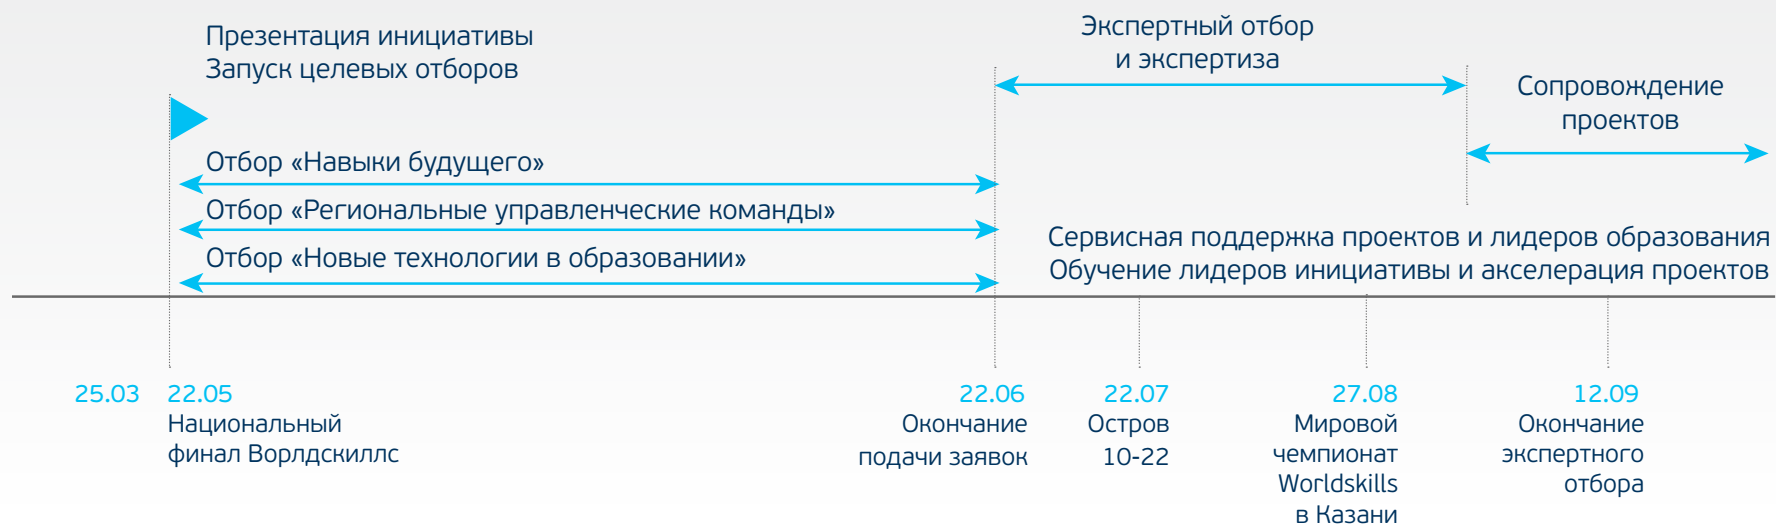 Презентация инициативы
Запуск целевых отборов
Экспертный отбор
и экспертиза
Сопровождение
проектов
Отбор «Навыки будущего»
Отбор «Региональные управленческие команды»
Отбор «Новые технологии в образовании»
Сервисная поддержка проектов и лидеров образования
Обучение лидеров инициативы и акселерация проектов
25.03
22.05
Национальный
финал Ворлдскиллс
22.06
Окончание
подачи заявок
22.07
Остров
10-22
27.08
Мировой
чемпионат
Worldskills
в Казани
12.09
Окончание
экспертного
отбора